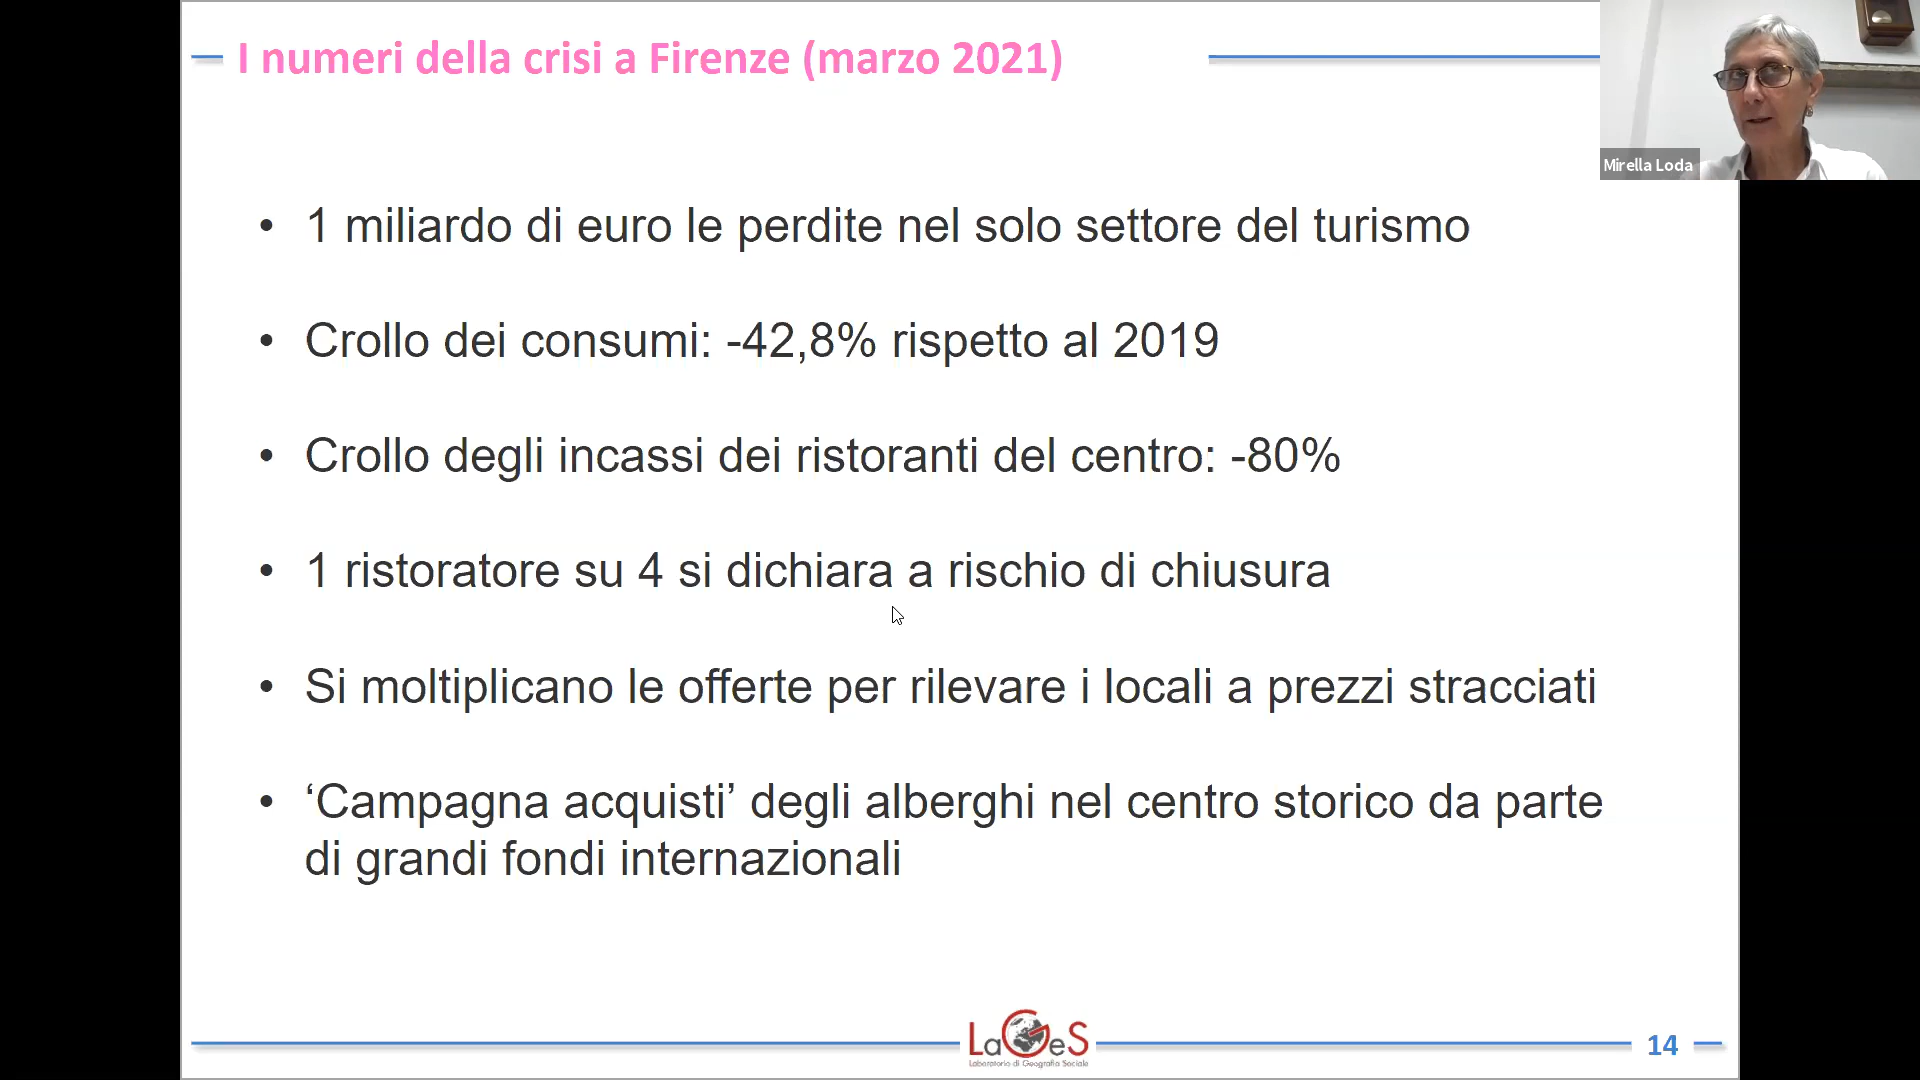 I numeri della crisi a Firenze (marzo 2021)
Mirella Loda
• 1 miliardo di euro le perdite nel solo settore del turismo
• Crollo dei consumi: -42,8% rispetto al 2019
• Crollo degli incassi dei ristoranti del centro: -80%
• 1 ristoratore su 4 si dichiara a rischio di chiusura
• Si moltiplicano le offerte per rilevare i locali a prezzi stracciati
• ‘Campagna acquisti’ degli alberghi nel centro storico da parte
di grandi fondi internazionali
LaGeS
Laboratorio di Geografia Sociale
14